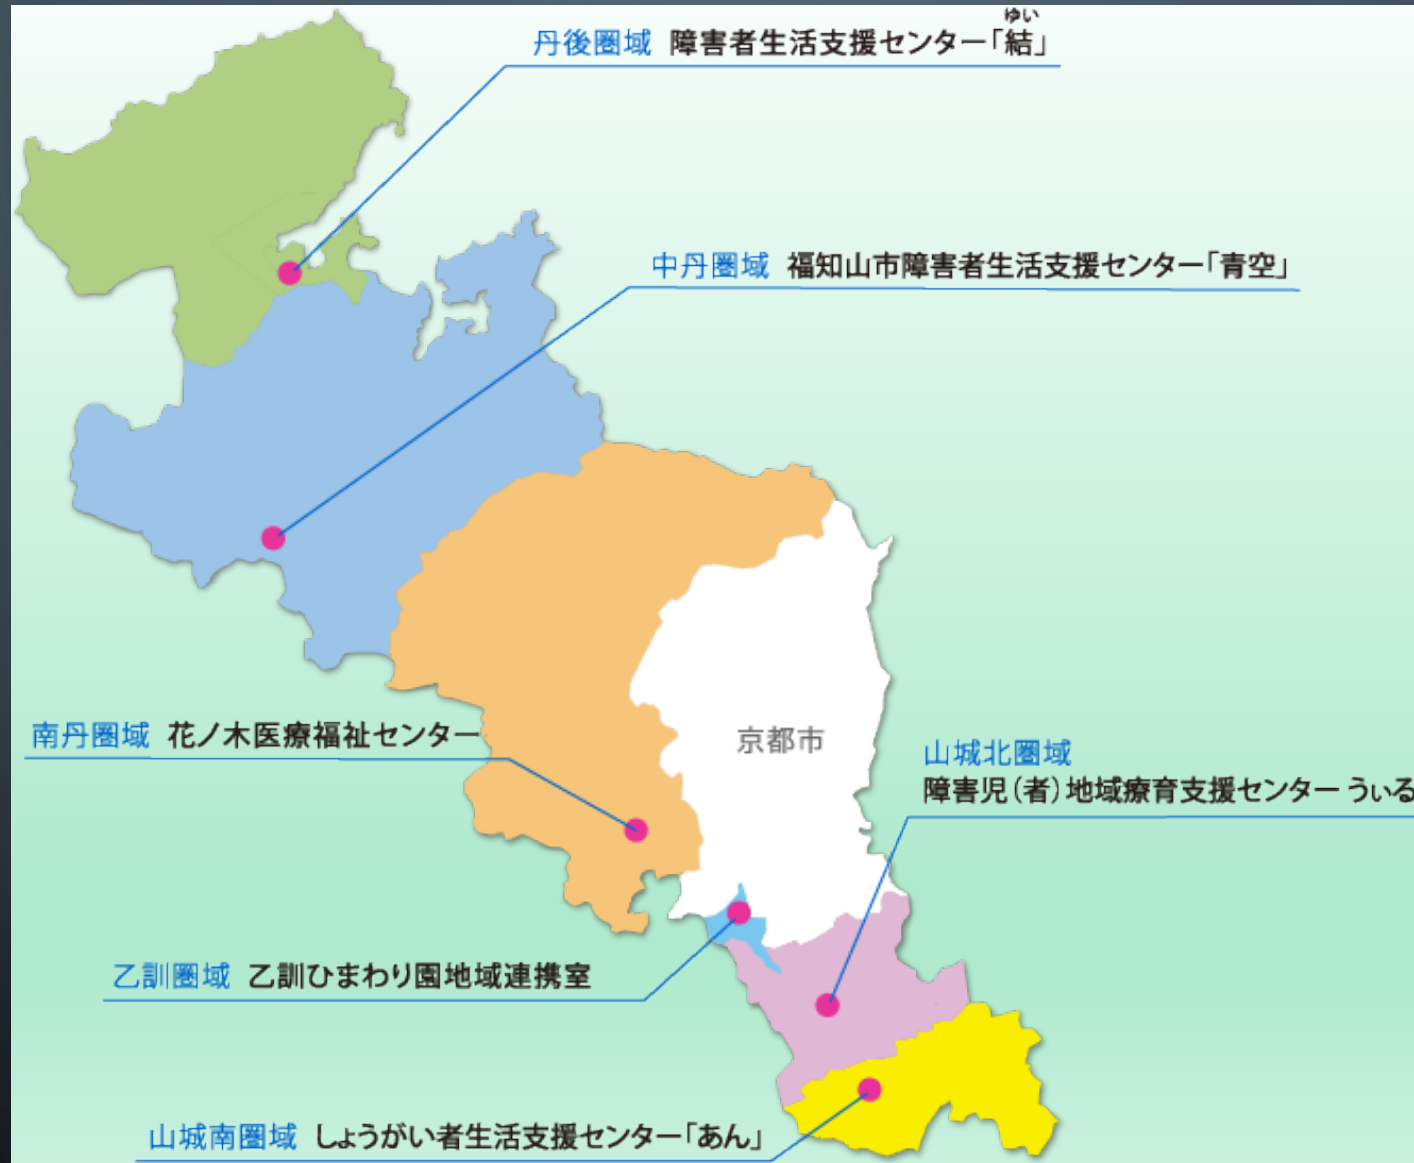 ゆい
丹後圏域 障害者生活支援センター「結」
中丹圏域 福知山市障害者生活支援センター「青空」
南丹圏域 花ノ木医療福祉センター
京都市
山城北圏域
障害児(者)地域療育支援センター うぃる
乙訓圏域 乙訓ひまわり園地域連携室
山城南圏域 しょうがい者生活支援センター「あん」